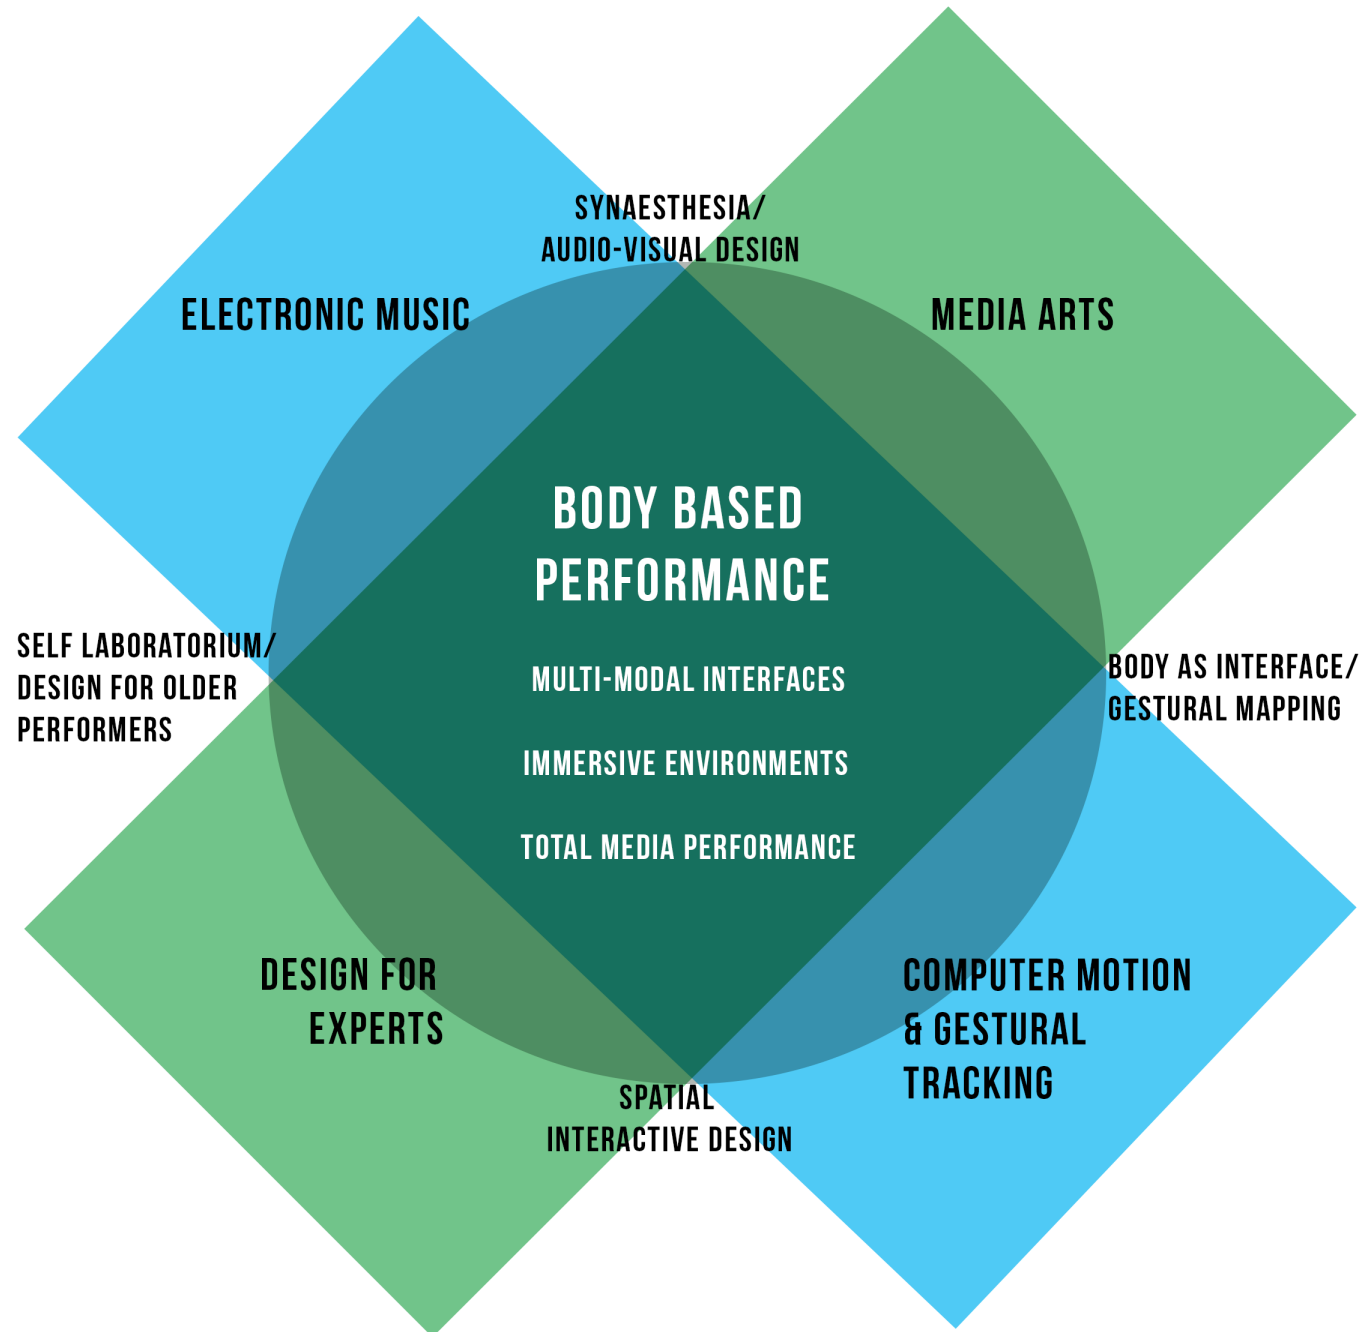 SYNAESTHESIA/
AUDIO-VISUAL DESIGN
ELECTRONIC MUSIC
MEDIA ARTS
BODY BASED
PERFORMANCE
MULTI-MODAL INTERFACES
IMMERSIVE ENVIRONMENTS
TOTAL MEDIA PERFORMANCE
SELF LABORATORIUM/
DESIGN FOR OLDER
PERFORMERS
BODY AS INTERFACE/
GESTURAL MAPPING
DESIGN FOR
EXPERTS
COMPUTER MOTION
& GESTURAL
TRACKING
SPATIAL
INTERACTIVE DESIGN